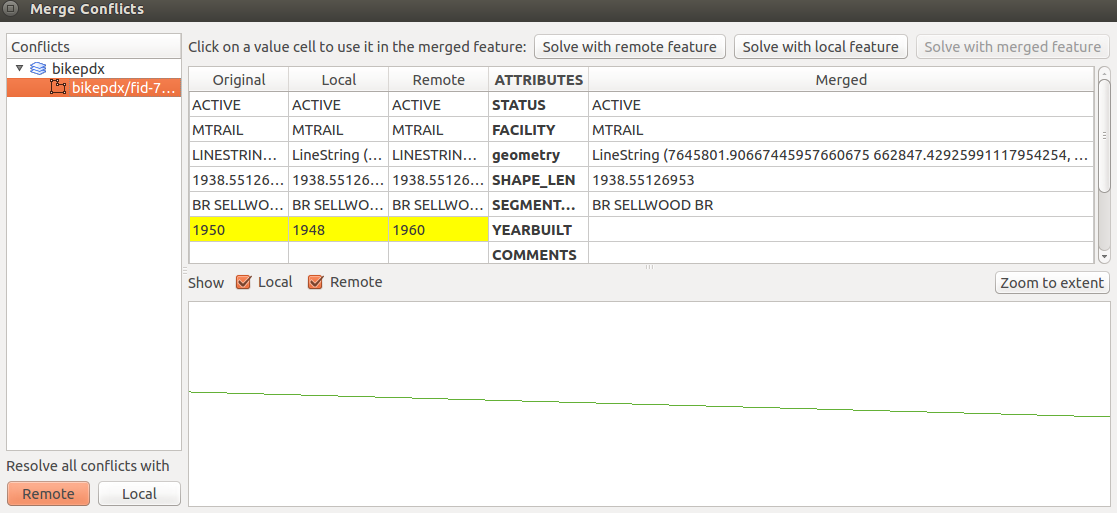 Merge Conflicts
Conflicts
bikepdx
bikepdx/fid-7...
Resolve all conflicts with
Remote Local
Click on a value cell to use it in the merged feature: Solve with remote feature Solve with local feature Solve with merged feature
Original Local Remote ATTRIBUTES Merged
ACTIVE ACTIVE ACTIVE STATUS ACTIVE
MTRAIL MTRAIL MTRAIL FACILITY MTRAIL
LINESTRIN... LineString (... LINESTRIN... geometry LineString (7645801.90667445957660675 662847.42925991117954254, ...
1938.55126... 1938.55126... 1938.55126... SHAPE_LEN 1938.55126953
BR SELLWO... BR SELLWO... BR SELLWO... SEGMENT... BR SELLWOOD BR
1950 1948 1960 YEARBUILT
COMMENTS
Show Local Remote Zoom to extent